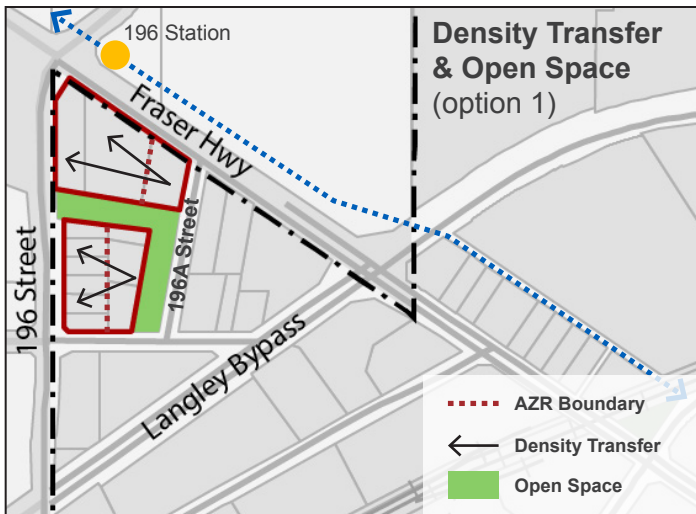 196 Station
Density Transfer
& Open Space
(option 1)
Fraser Hwy
196A Street
196 Street
Langley Bypass
AZR Boundary
Density Transfer
Open Space